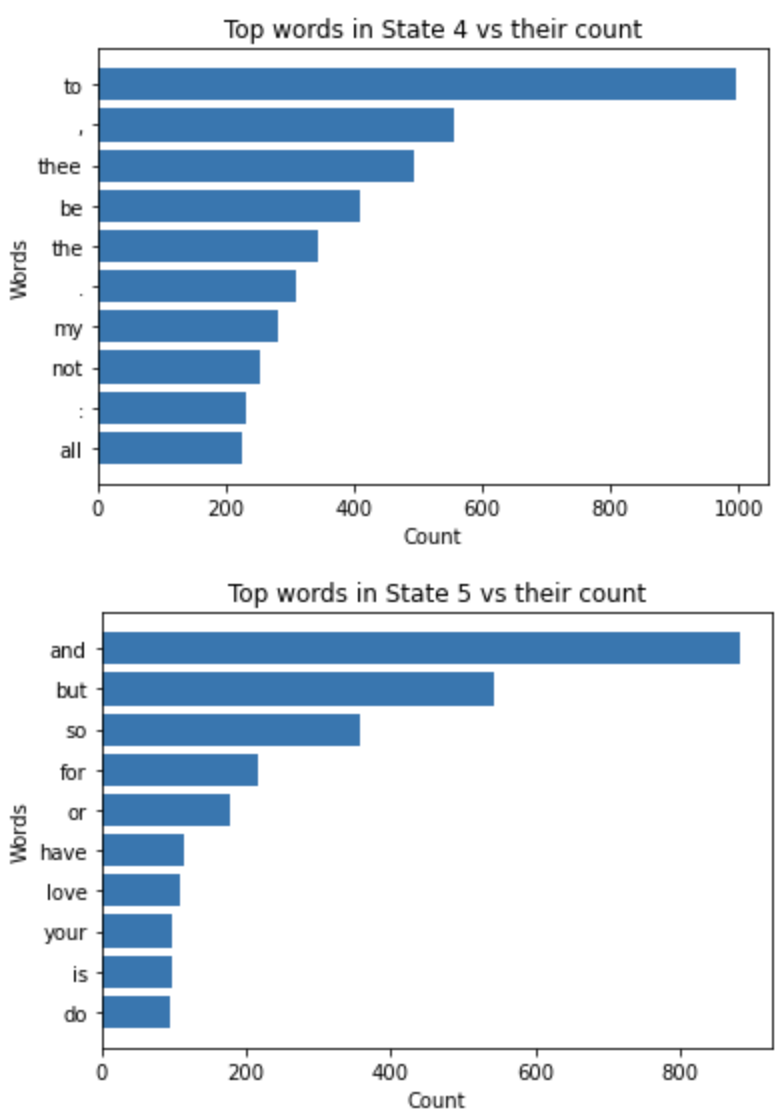 Top words in State 4 vs their count
to
,
thee
be
the
.
my
not
:
all
Words
0 200 400 600 800 1000
Count
Top words in State 5 vs their count
and
but
so
for
or
have
love
your
is
do
Words
0 200 400 600 800
Count